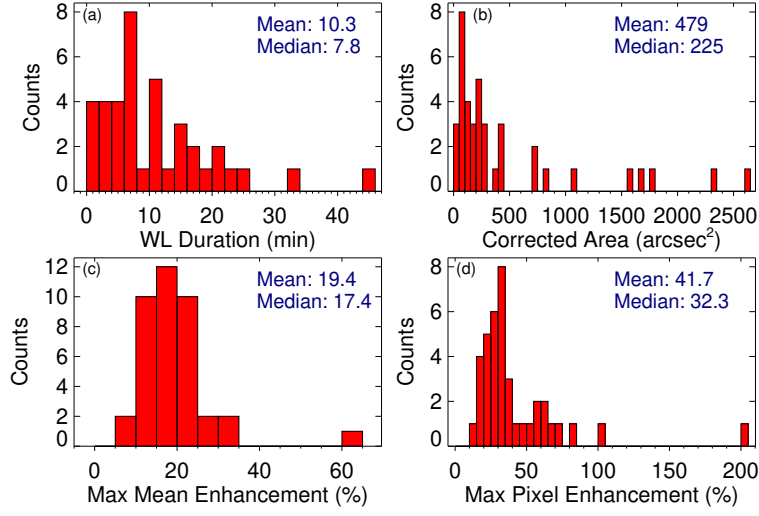 (a)
Mean: 10.3
Median: 7.8
Counts
8
6
4
2
0
0 10 20 30 40
WL Duration (min)
(b)
Mean: 479
Median: 225
Counts
8
6
4
2
0
0 500 1000 1500 2000 2500
Corrected Area (arcsec²)
(c)
Mean: 19.4
Median: 17.4
Counts
12
10
8
6
4
2
0
0 20 40 60
Max Mean Enhancement (%)
(d)
Mean: 41.7
Median: 32.3
Counts
8
6
4
2
0
0 50 100 150 200
Max Pixel Enhancement (%)